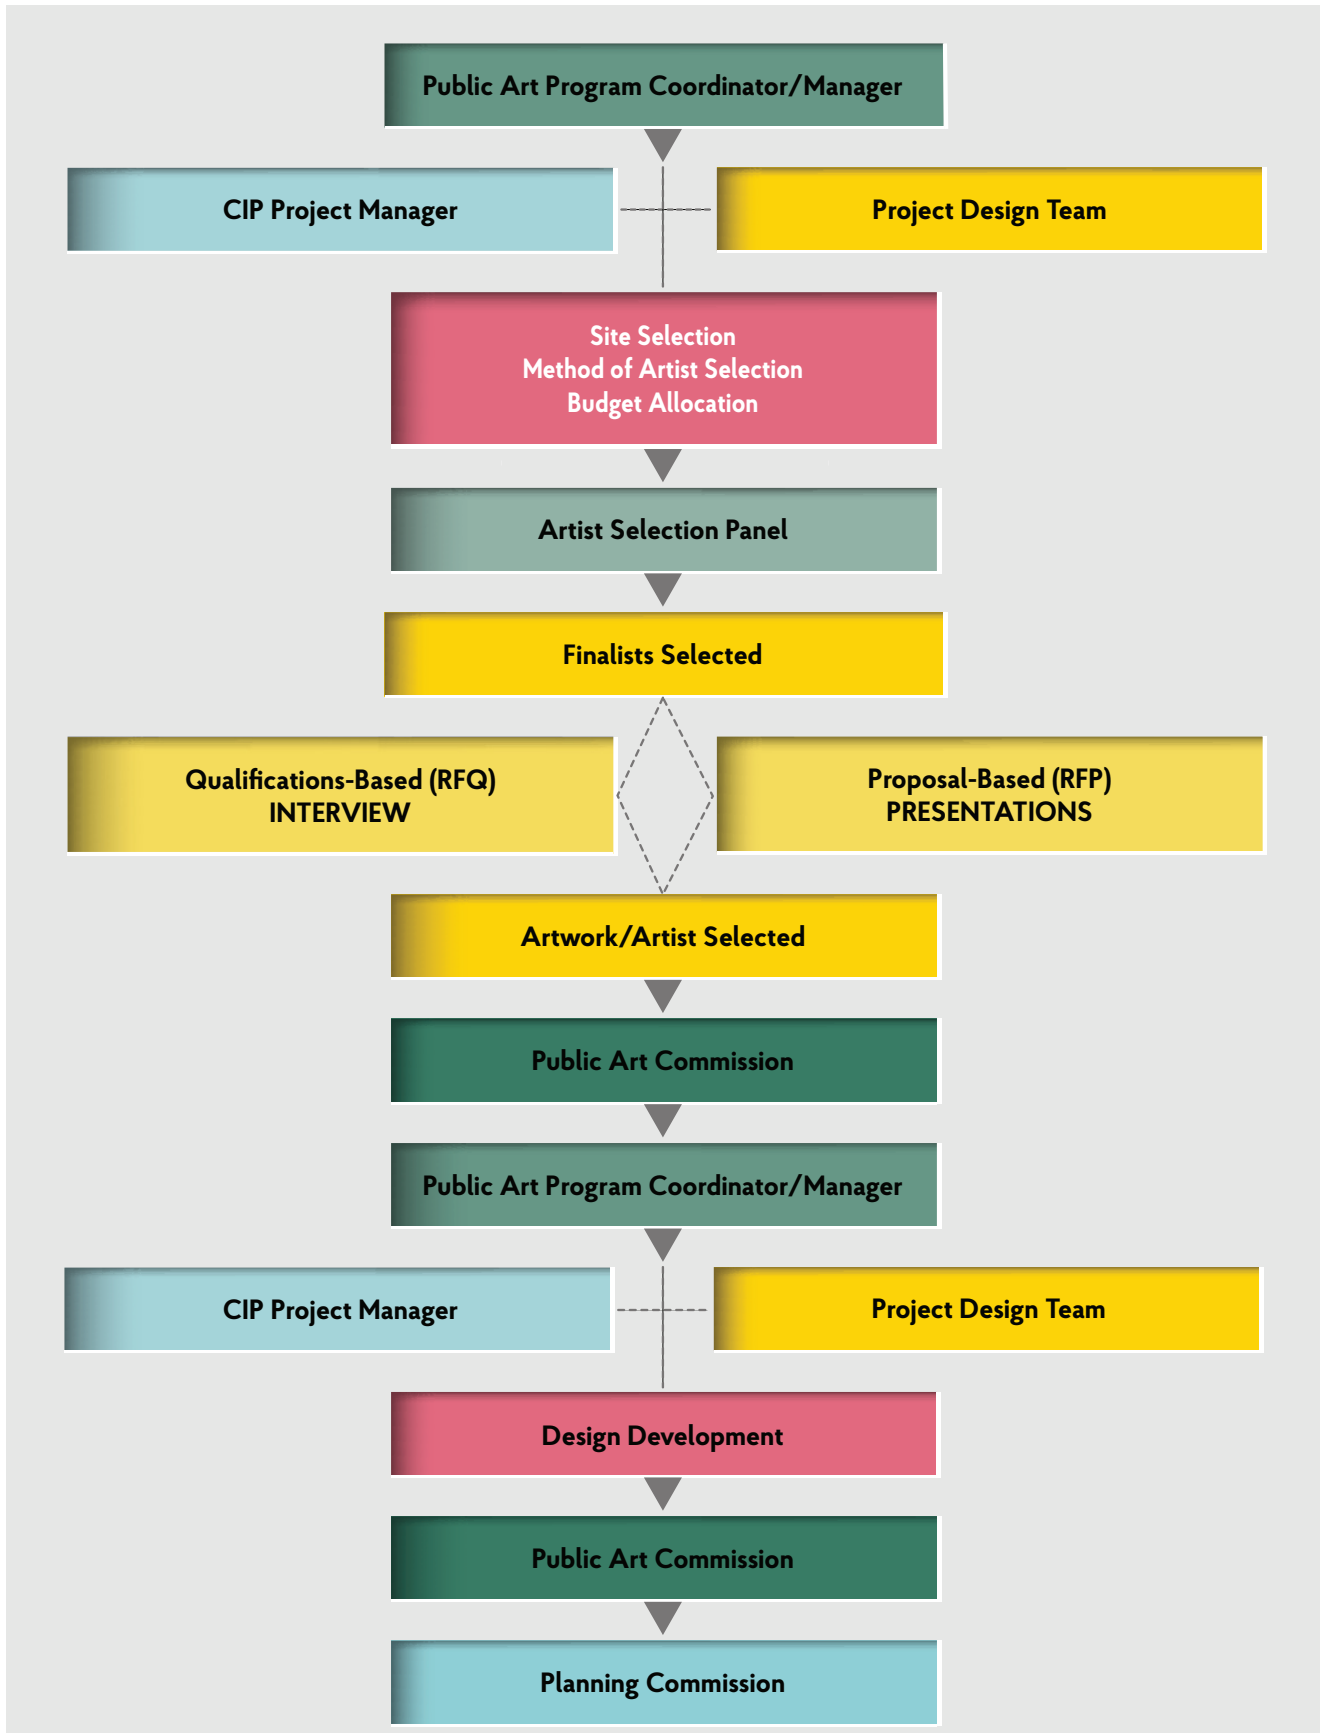 Public Art Program Coordinator/Manager
CIP Project Manager
Project Design Team
Site Selection
Method of Artist Selection
Budget Allocation
Artist Selection Panel
Finalists Selected
Qualifications-Based (RFQ)
INTERVIEW
Proposal-Based (RFP)
PRESENTATIONS
Artwork/Artist Selected
Public Art Commission
Public Art Program Coordinator/Manager
CIP Project Manager
Project Design Team
Design Development
Public Art Commission
Planning Commission